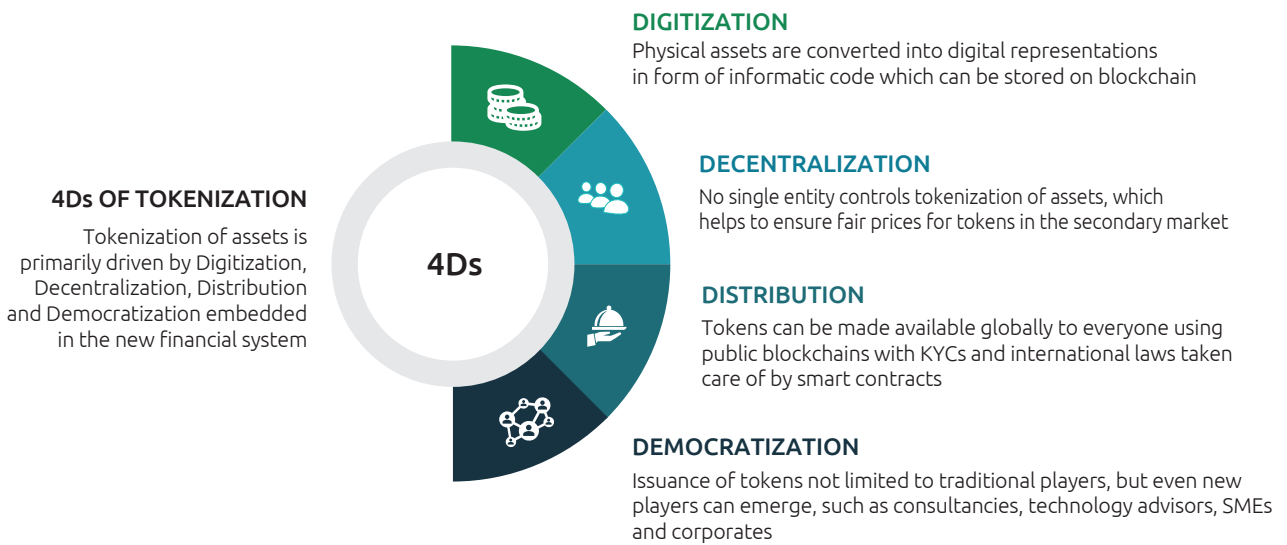 4Ds OF TOKENIZATION
Tokenization of assets is
primarily driven by Digitization,
Decentralization, Distribution
and Democratization embedded
in the new financial system
4Ds
DIGITIZATION
Physical assets are converted into digital representations
in form of informatic code which can be stored on blockchain
DECENTRALIZATION
No single entity controls tokenization of assets, which
helps to ensure fair prices for tokens in the secondary market
DISTRIBUTION
Tokens can be made available globally to everyone using
public blockchains with KYCs and international laws taken
care of by smart contracts
DEMOCRATIZATION
Issuance of tokens not limited to traditional players, but even new
players can emerge, such as consultancies, technology advisors, SMEs
and corporates